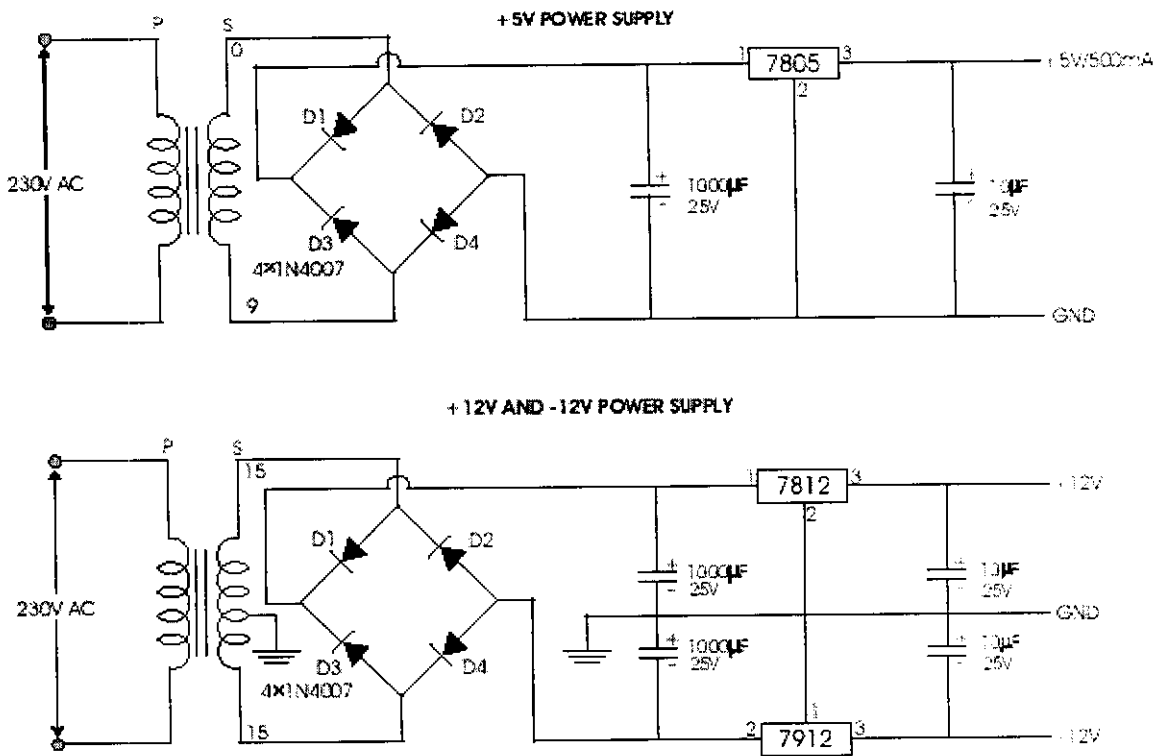 +5V POWER SUPPLY
P
S
0
1
7805
3
+5W/500mA
2
D1
D2
230V AC
+
1000µF
-
25V
+
10µF
-
25V
D3
D4
4×1N4007
9
GND
+12V AND -12V POWER SUPPLY
P
S
15
1
7812
3
+12V
2
D1
D2
+
1000µF
-
25V
+
10µF
-
25V
230V AC
GND
+
1000µF
-
25V
+
10µF
-
25V
D3
D4
4×1N4007
15
2
1
7912
3
-12V